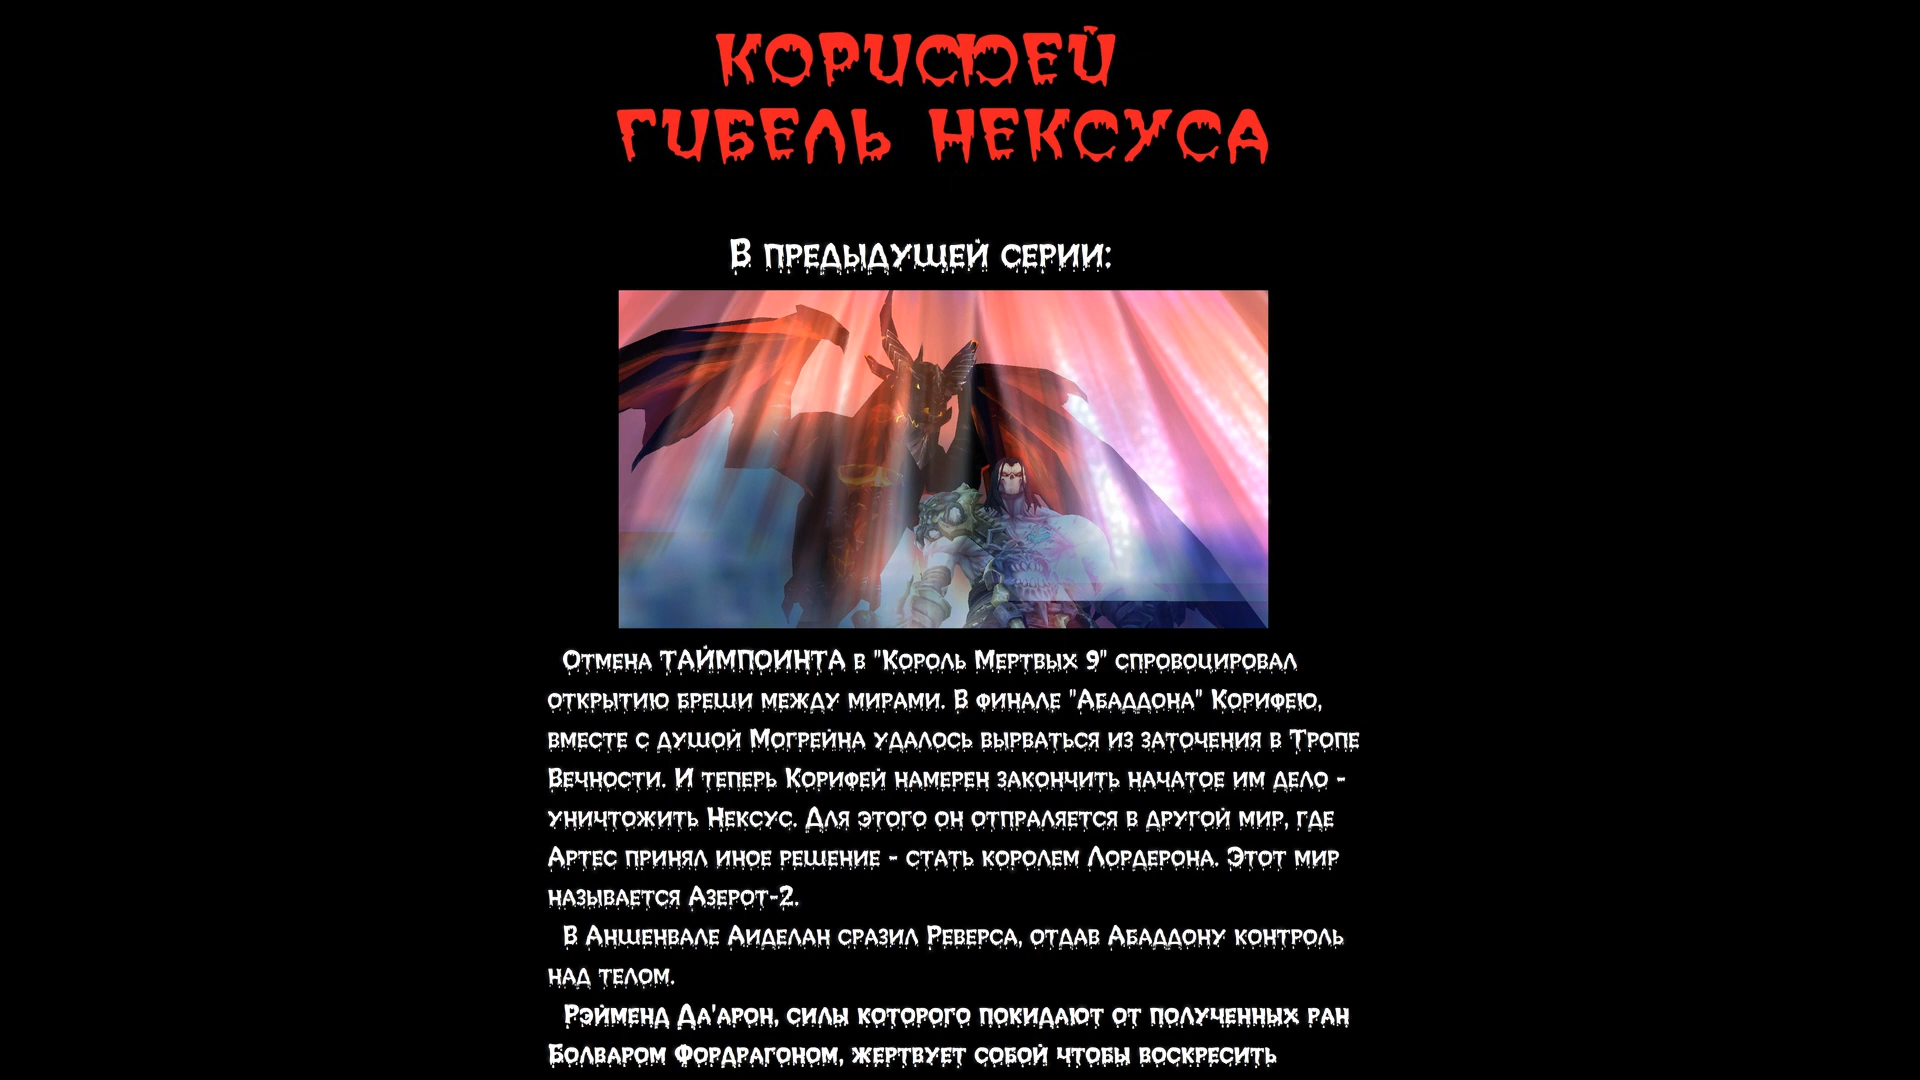 КОРИФЕЙ
ГИБЕЛЬ НЕКСУСА
В предыдущей серии:
Отмена ТАЙМПОИНТА в "Король Мертвых 9" спровоцировал
открытию бреши между мирами. В финале "Абаддона" Корифею,
вместе с душой Могрейна удалось вырваться из заточения в Тропе
Вечности. И теперь Корифей намерен закончить начатое им дело -
уничтожить Нексус. Для этого он отпраляется в другой мир, где
Артес принял иное решение - стать королем Лордерона. Этот мир
называется Азерот-2.
В Аншенвале Аиделан сразил Реверса, отдав Абаддону контроль
над телом.
Рэйменд Да'арон, силы которого покидают от полученных ран
Болваром Фордрагоном, жертвует собой чтобы воскресить